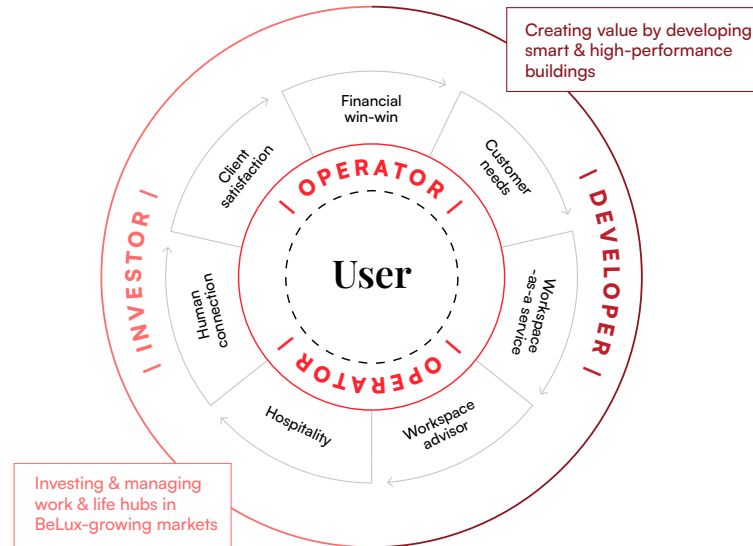 Creating value by developing
smart & high-performance
buildings
Financial
win-win
Client
satisfaction
Customer
needs
| OPERATOR |
| INVESTOR |
| DEVELOPER |
User
Human
connection
Workspace
-as-a service
| OPERATOR |
Hospitality
Workspace
advisor
Investing & managing
work & life hubs in
BeLux-growing markets